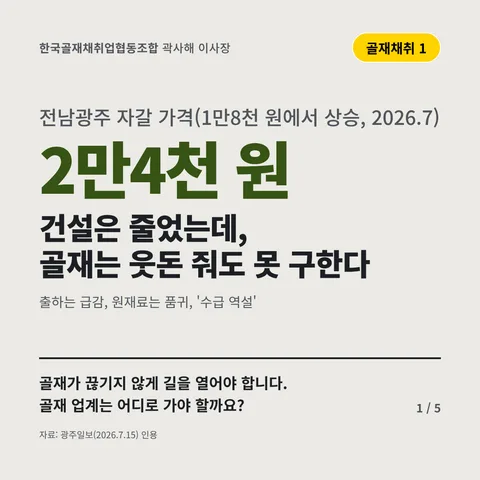 한국골재채취업협동조합 곽사해 이사장
골재채취 1
전남광주 자갈 가격(1만8천 원에서 상승, 2026.7)
2만4천 원
건설은 줄었는데,
골재는 웃돈 줘도 못 구한다
출하는 급감, 원재료는 품귀, '수급 역설'
골재가 끊기지 않게 길을 열어야 합니다.
골재 업계는 어디로 가야 할까요?
1 / 5
자료: 광주일보(2026.7.15) 인용